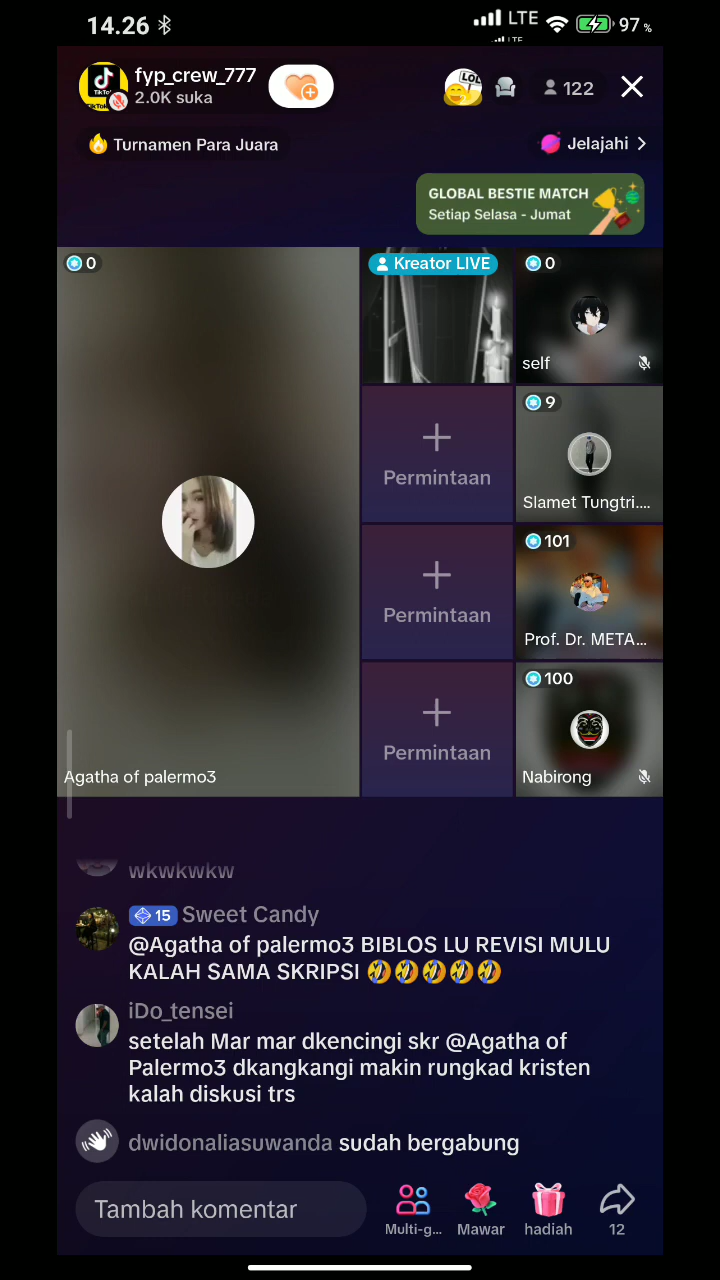 14.26
LTE
97 %
LTE
fyp_crew_777
2.0K suka
LOL
122
Turnamen Para Juara
Jelajahi
GLOBAL BESTIE MATCH
Setiap Selasa - Jumat
0
Kreator LIVE
0
self
9
Permintaan
Slamet Tungtri....
101
Permintaan
Prof. Dr. META...
100
Permintaan
Nabirong
Agatha of palermo3
wkwkwkw
15 Sweet Candy
@Agatha of palermo3 BIBLOS LU REVISI MULU
KALAH SAMA SKRIPSI 🤣🤣🤣🤣🤣
iDo_tensei
setelah Mar mar dkencingi skr @Agatha of
Palermo3 dkangkangi makin rungkad kristen
kalah diskusi trs
dwidonaliasuwanda sudah bergabung
Tambah komentar
Multi-g...
Mawar
hadiah
12